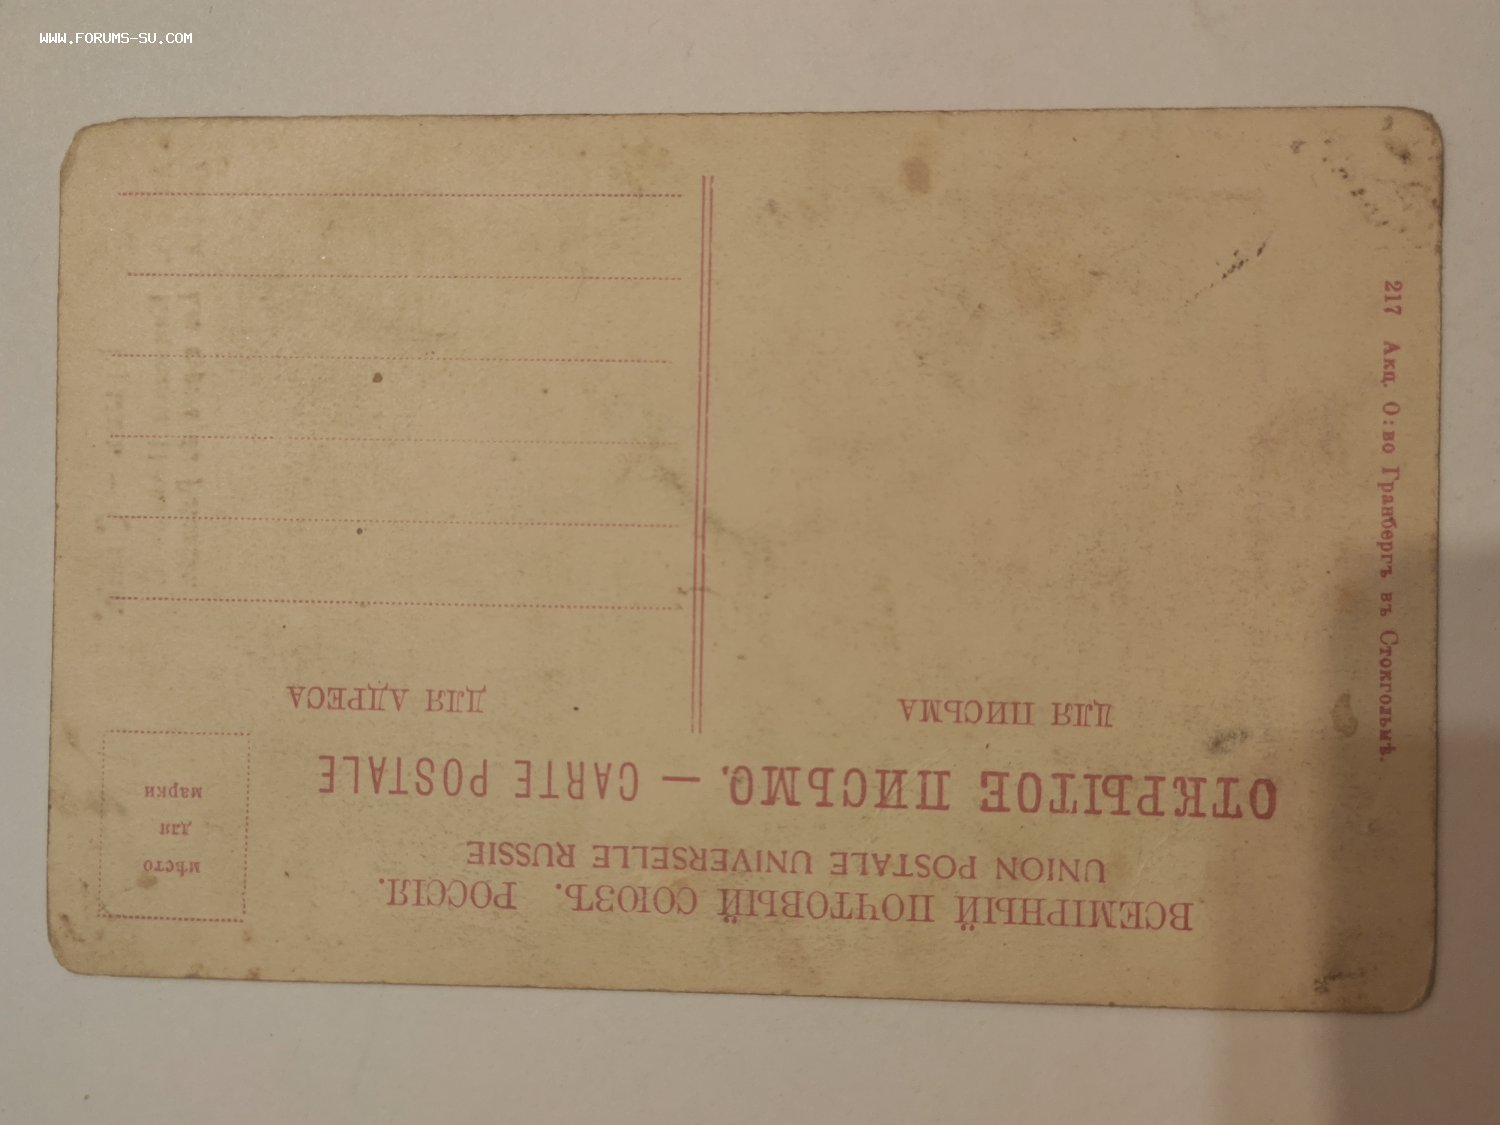 WWW.FORUMS-SU.COM
ВСЕМІРНЫЙ ПОЧТОВЫЙ СОЮЗЪ. РОССІЯ.
UNION POSTALE UNIVERSELLE RUSSIE
ОТКРЫТОЕ ПИСЬМО. — CARTE POSTALE
мѣсто
для
марки
ДЛЯ ПИСЬМА
ДЛЯ АДРЕСА
217 Акц. О:во Гранбергъ въ Стокгольмѣ.